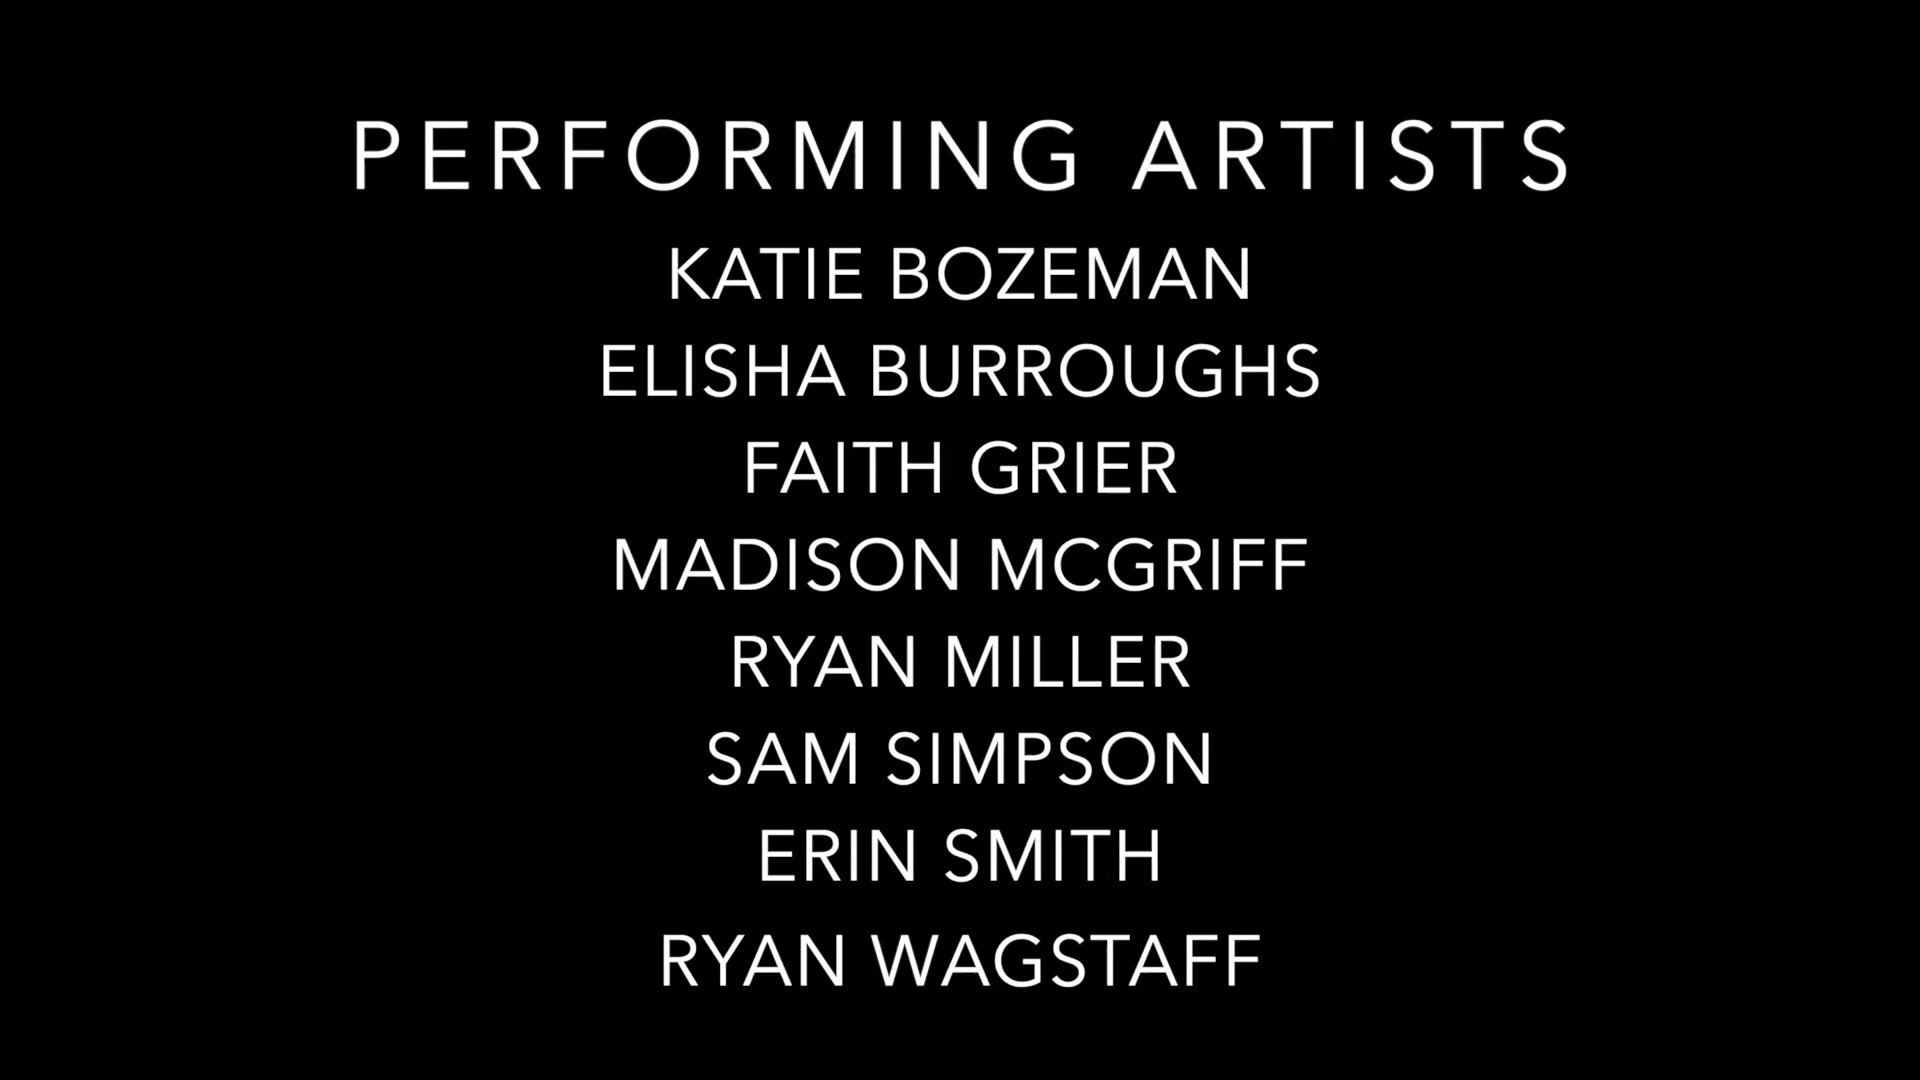 PERFORMING ARTISTS
KATIE BOZEMAN
ELISHA BURROUGHS
FAITH GRIER
MADISON MCGRIFF
RYAN MILLER
SAM SIMPSON
ERIN SMITH
RYAN WAGSTAFF